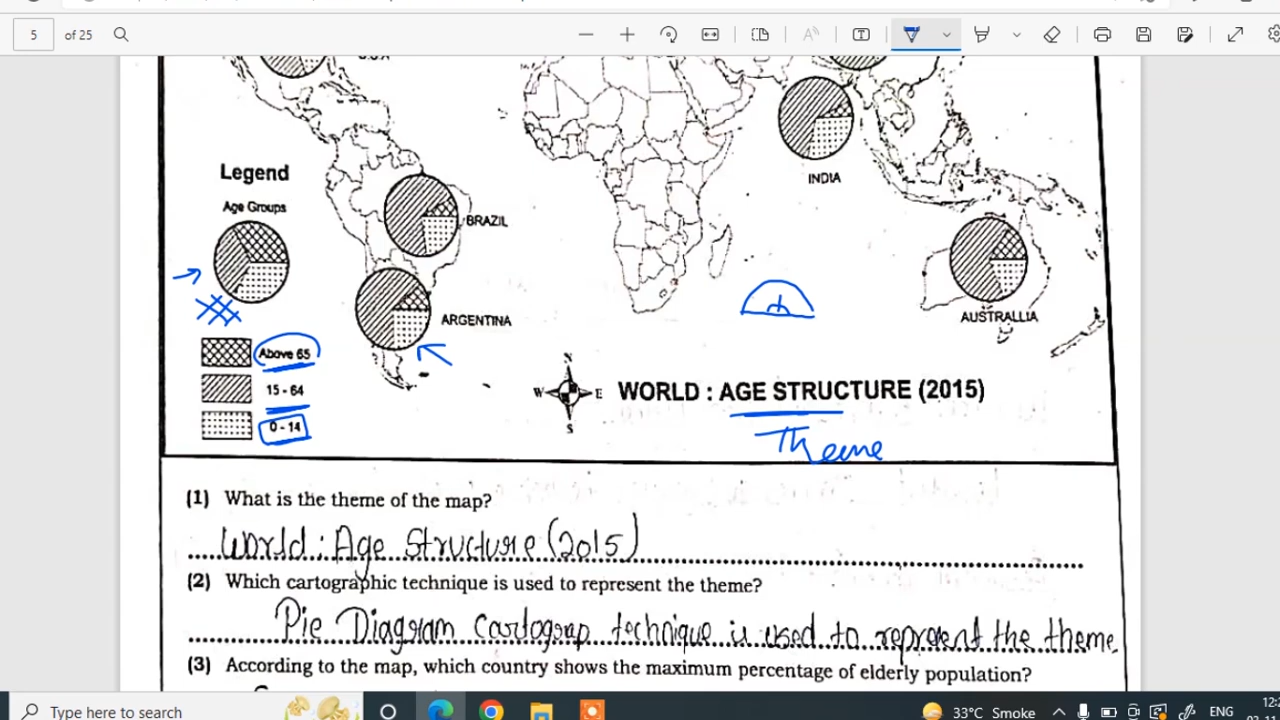 5 of 25
INDIA
Legend
Age Groups
BRAZIL
ARGENTINA
AUSTRALLIA
Above 65
15 - 64
0 - 14
N
W E
S
WORLD : AGE STRUCTURE (2015)
Theme
(1) What is the theme of the map?
World : Age Structure (2015)
(2) Which cartographic technique is used to represent the theme?
Pie Diagram Cartograp technique is used to represent the theme.
(3) According to the map, which country shows the maximum percentage of elderly population?
Type here to search
33°C Smoke
ENG